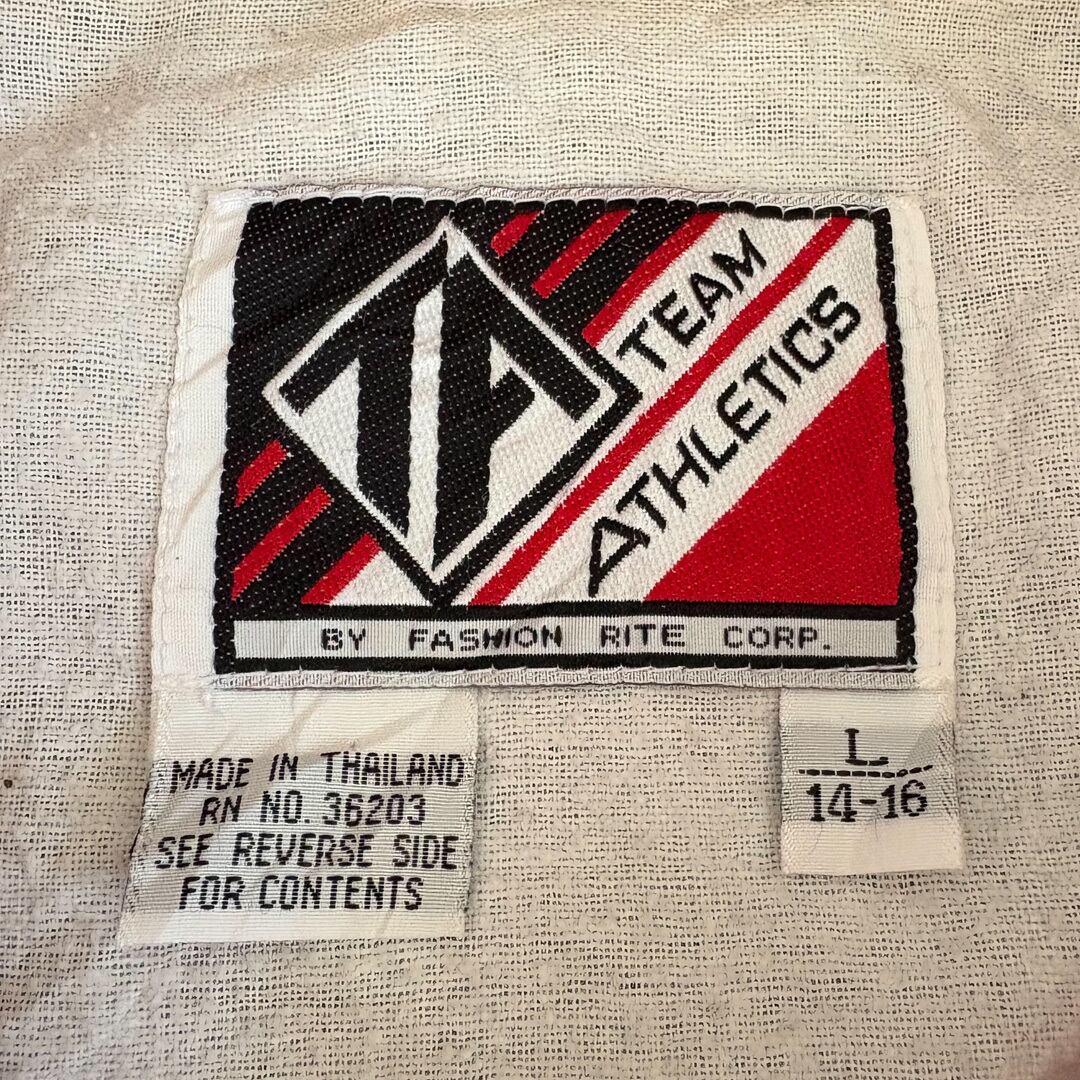 TA
TEAM
ATHLETICS
BY FASHION RITE CORP.
MADE IN THAILAND
RN NO. 36203
SEE REVERSE SIDE
FOR CONTENTS
L
14-16